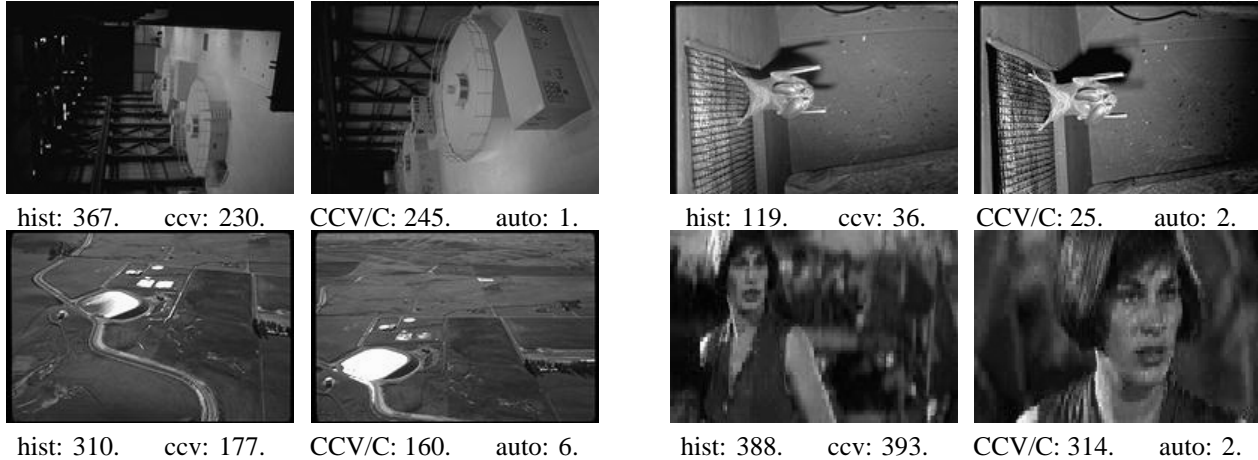 hist: 367. ccv: 230. CCV/C: 245. auto: 1.
hist: 119. ccv: 36. CCV/C: 25. auto: 2.
hist: 310. ccv: 177. CCV/C: 160. auto: 6.
hist: 388. ccv: 393. CCV/C: 314. auto: 2.